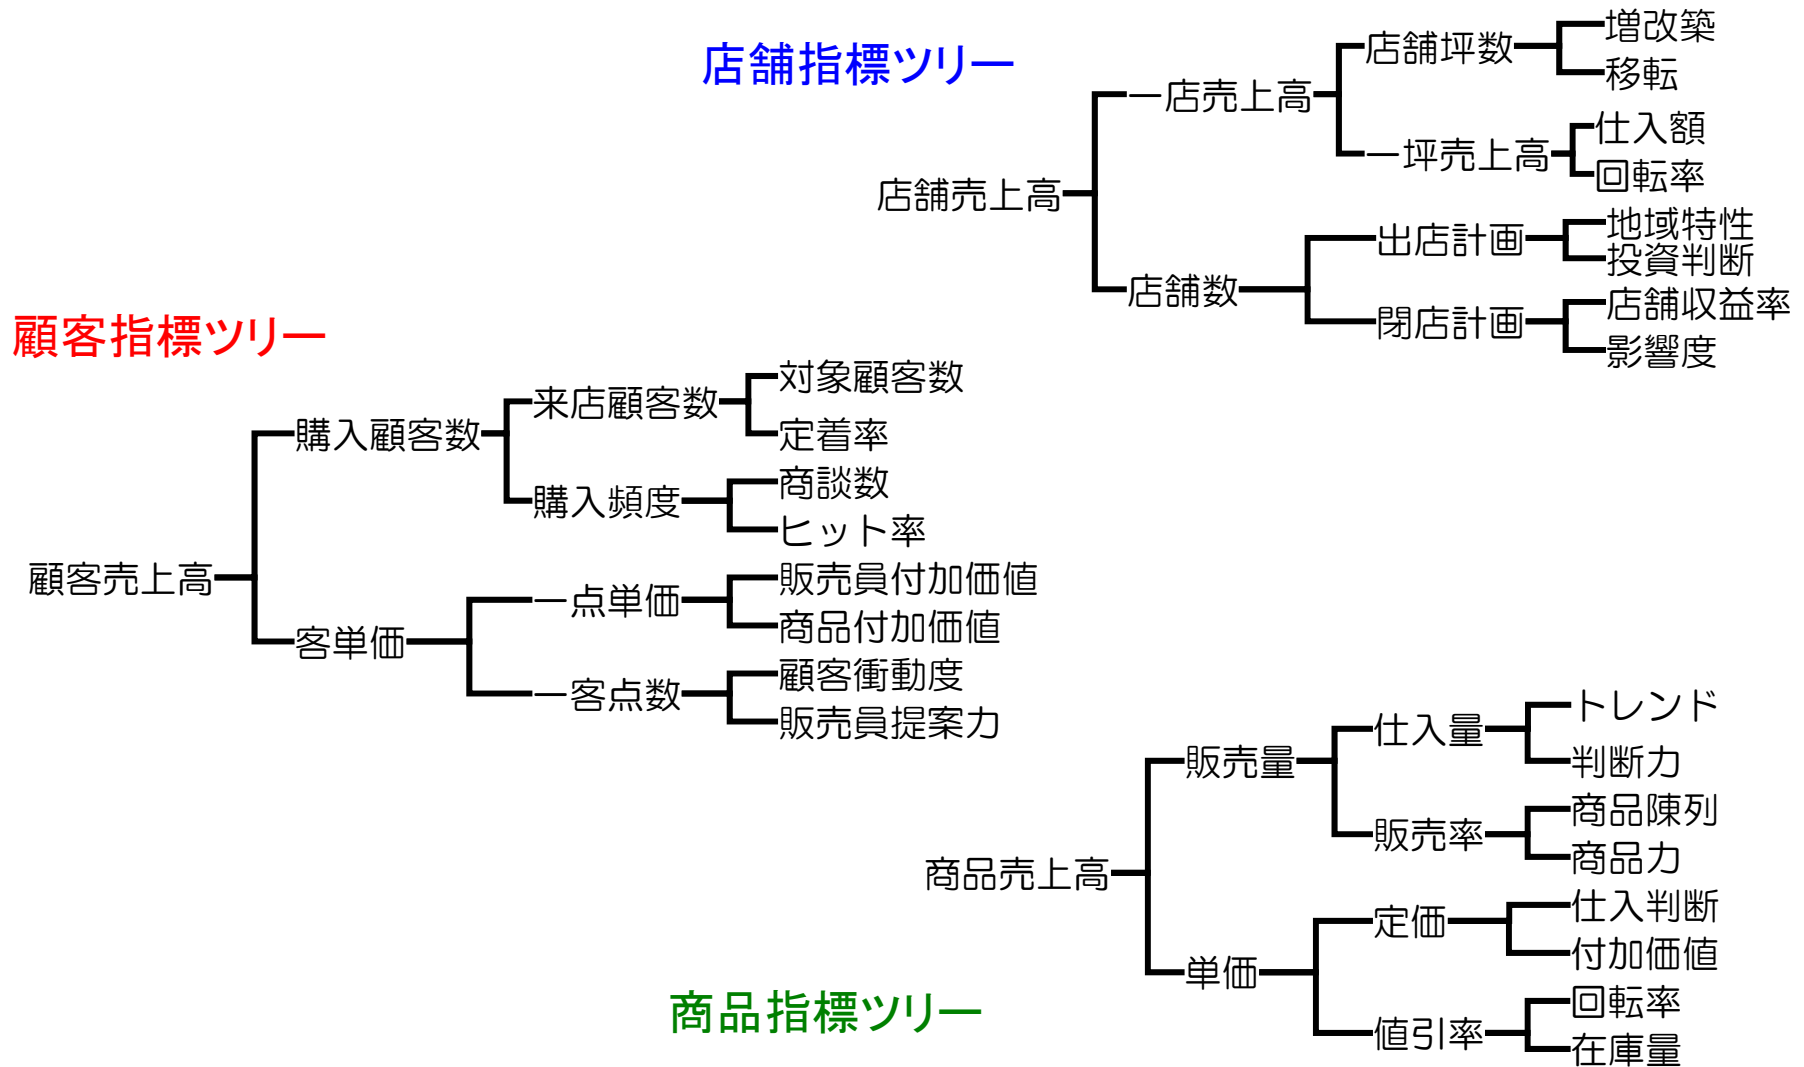 店舗指標ツリー
店舗売上高
一店売上高
店舗坪数
増改築
移転
一坪売上高
仕入額
回転率
店舗数
出店計画
地域特性
投資判断
閉店計画
店舗収益率
影響度
顧客指標ツリー
顧客売上高
購入顧客数
来店顧客数
対象顧客数
定着率
購入頻度
商談数
ヒット率
客単価
一点単価
販売員付加価値
商品付加価値
一客点数
顧客衝動度
販売員提案力
商品指標ツリー
商品売上高
販売量
仕入量
トレンド
判断力
販売率
商品陳列
商品力
単価
定価
仕入判断
付加価値
値引率
回転率
在庫量